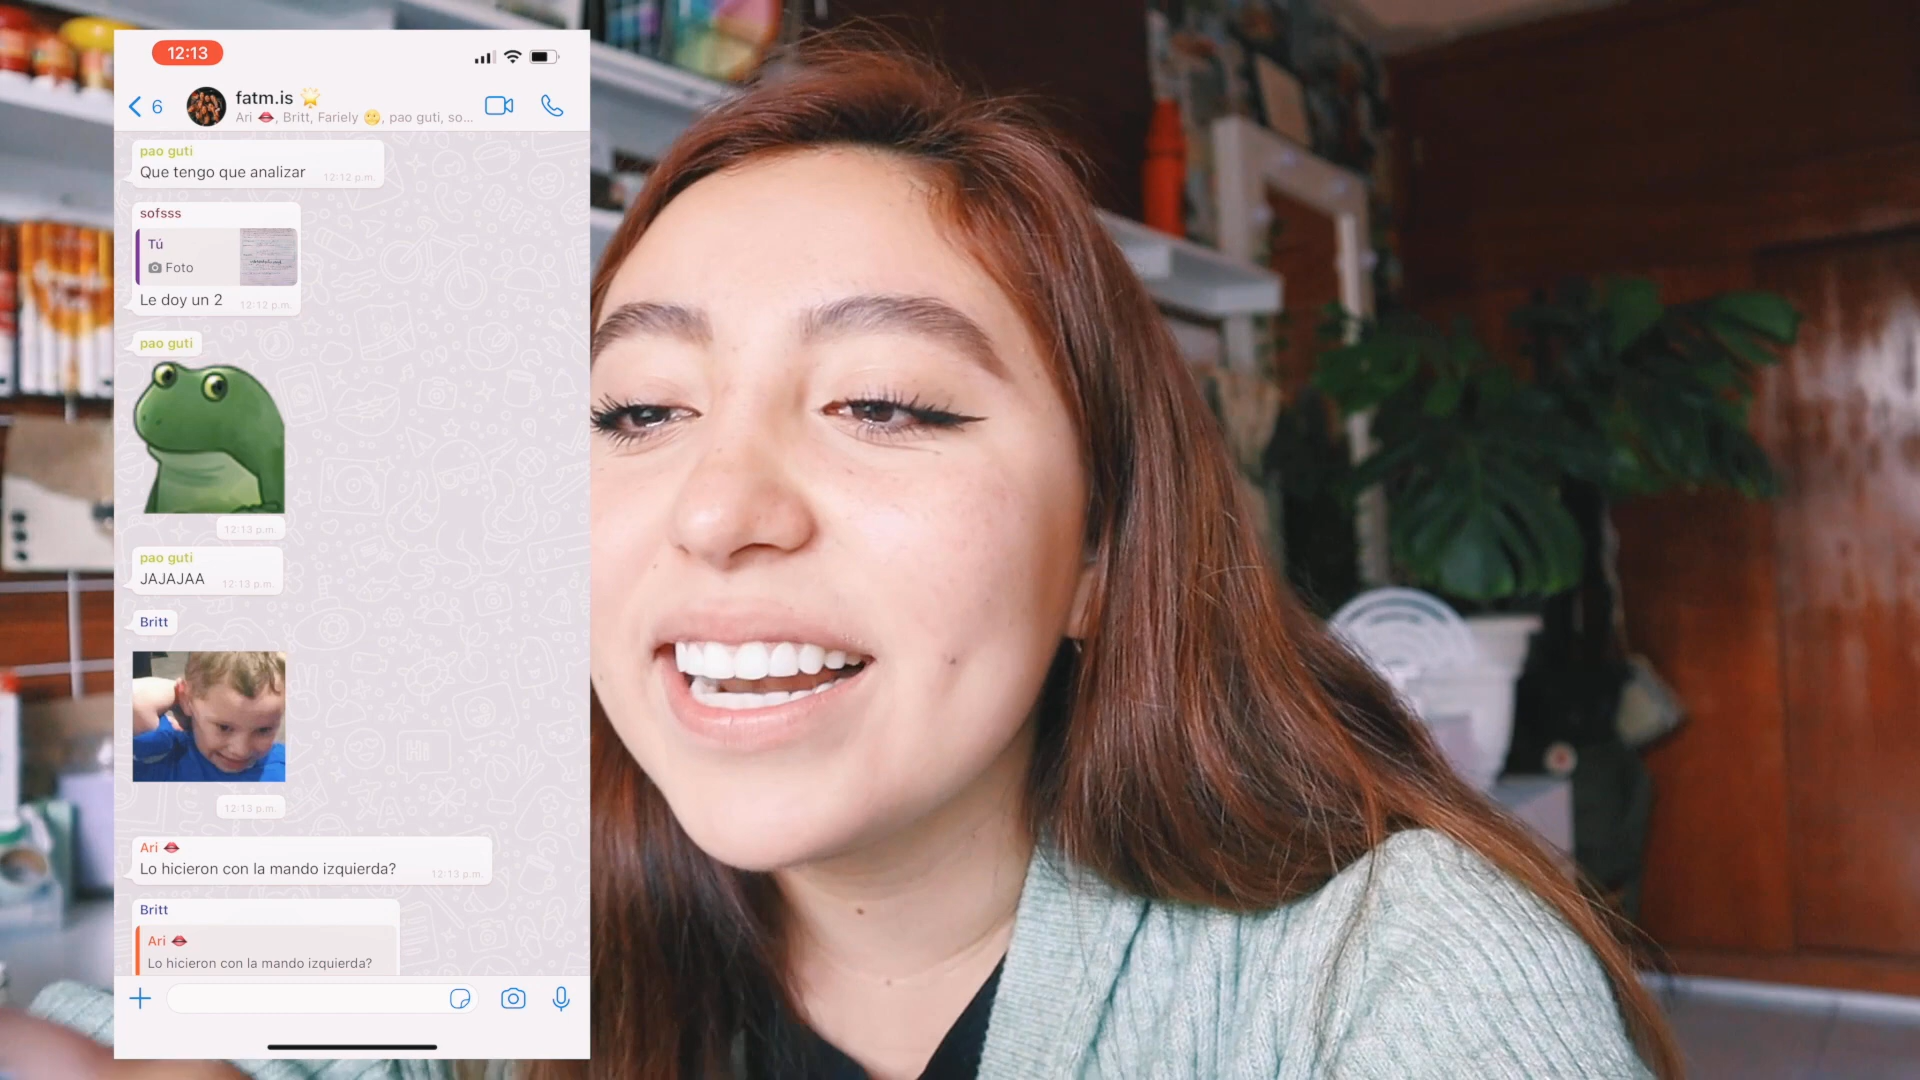 12:13
6
fatm.is
Ari, Britt, Fariely, pao guti, so...
pao guti
Que tengo que analizar 12:12 p.m.
sofsss
Tú
Foto
Le doy un 2 12:12 p.m.
pao guti
12:13 p.m.
pao guti
JAJAJAA 12:13 p.m.
Britt
12:13 p.m.
Ari
Lo hicieron con la mando izquierda? 12:13 p.m.
Britt
Ari
Lo hicieron con la mando izquierda?